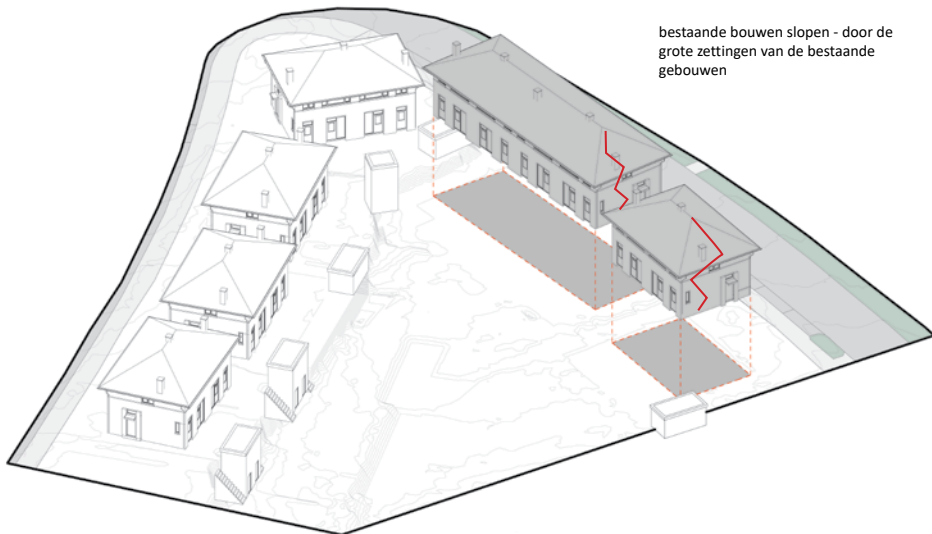 bestaande bouwen slopen - door de
grote zettingen van de bestaande
gebouwen